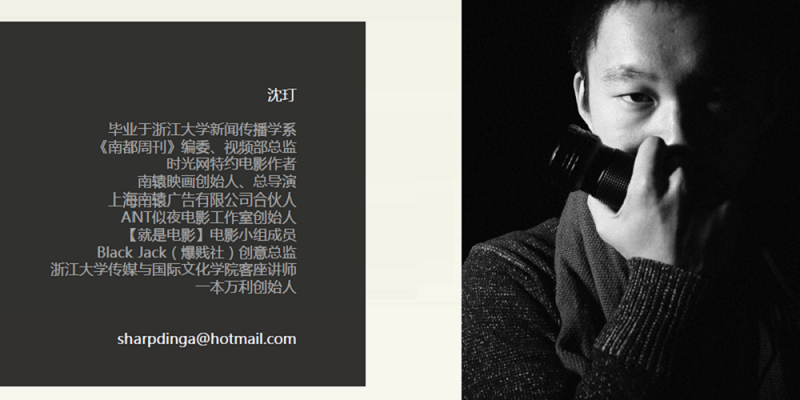 沈玎
毕业于浙江大学新闻传播学系
《南都周刊》编委、视频部总监
时光网特约电影作者
南辕映画创始人、总导演
上海南辕广告有限公司合伙人
ANT似夜电影工作室创始人
【就是电影】电影小组成员
Black Jack（爆贱社）创意总监
浙江大学传媒与国际文化学院客座讲师
一本万利创始人
sharpdinga@hotmail.com